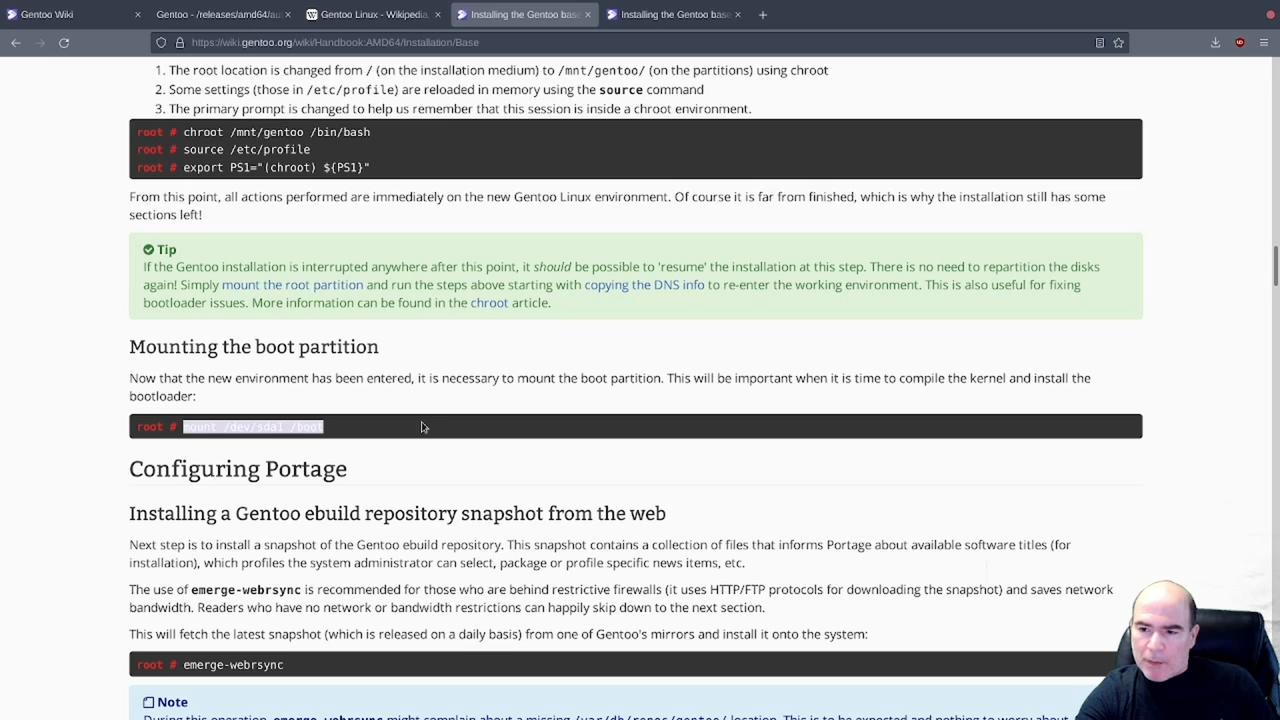 Gentoo Wiki
Gentoo - /releases/amd64/au
Gentoo Linux - Wikipedia,
Installing the Gentoo base
Installing the Gentoo base
https://wiki.gentoo.org/wiki/Handbook:AMD64/Installation/Base
1. The root location is changed from / (on the installation medium) to /mnt/gentoo/ (on the partitions) using chroot
2. Some settings (those in /etc/profile) are reloaded in memory using the source command
3. The primary prompt is changed to help us remember that this session is inside a chroot environment.
root # chroot /mnt/gentoo /bin/bash
root # source /etc/profile
root # export PS1="(chroot) ${PS1}"
From this point, all actions performed are immediately on the new Gentoo Linux environment. Of course it is far from finished, which is why the installation still has some
sections left!
Tip
If the Gentoo installation is interrupted anywhere after this point, it should be possible to 'resume' the installation at this step. There is no need to repartition the disks
again! Simply mount the root partition and run the steps above starting with copying the DNS info to re-enter the working environment. This is also useful for fixing
bootloader issues. More information can be found in the chroot article.
Mounting the boot partition
Now that the new environment has been entered, it is necessary to mount the boot partition. This will be important when it is time to compile the kernel and install the
bootloader:
root # mount /dev/sda1 /boot
Configuring Portage
Installing a Gentoo ebuild repository snapshot from the web
Next step is to install a snapshot of the Gentoo ebuild repository. This snapshot contains a collection of files that informs Portage about available software titles (for
installation), which profiles the system administrator can select, package or profile specific news items, etc.
The use of emerge-webrsync is recommended for those who are behind restrictive firewalls (it uses HTTP/FTP protocols for downloading the snapshot) and saves network
bandwidth. Readers who have no network or bandwidth restrictions can happily skip down to the next section.
This will fetch the latest snapshot (which is released on a daily basis) from one of Gentoo's mirrors and install it onto the system:
root # emerge-webrsync
Note
During this operation, emerge-webrsync might complain about a missing /var/db/repos/gentoo/ location. This is to be expected and nothing to worry about